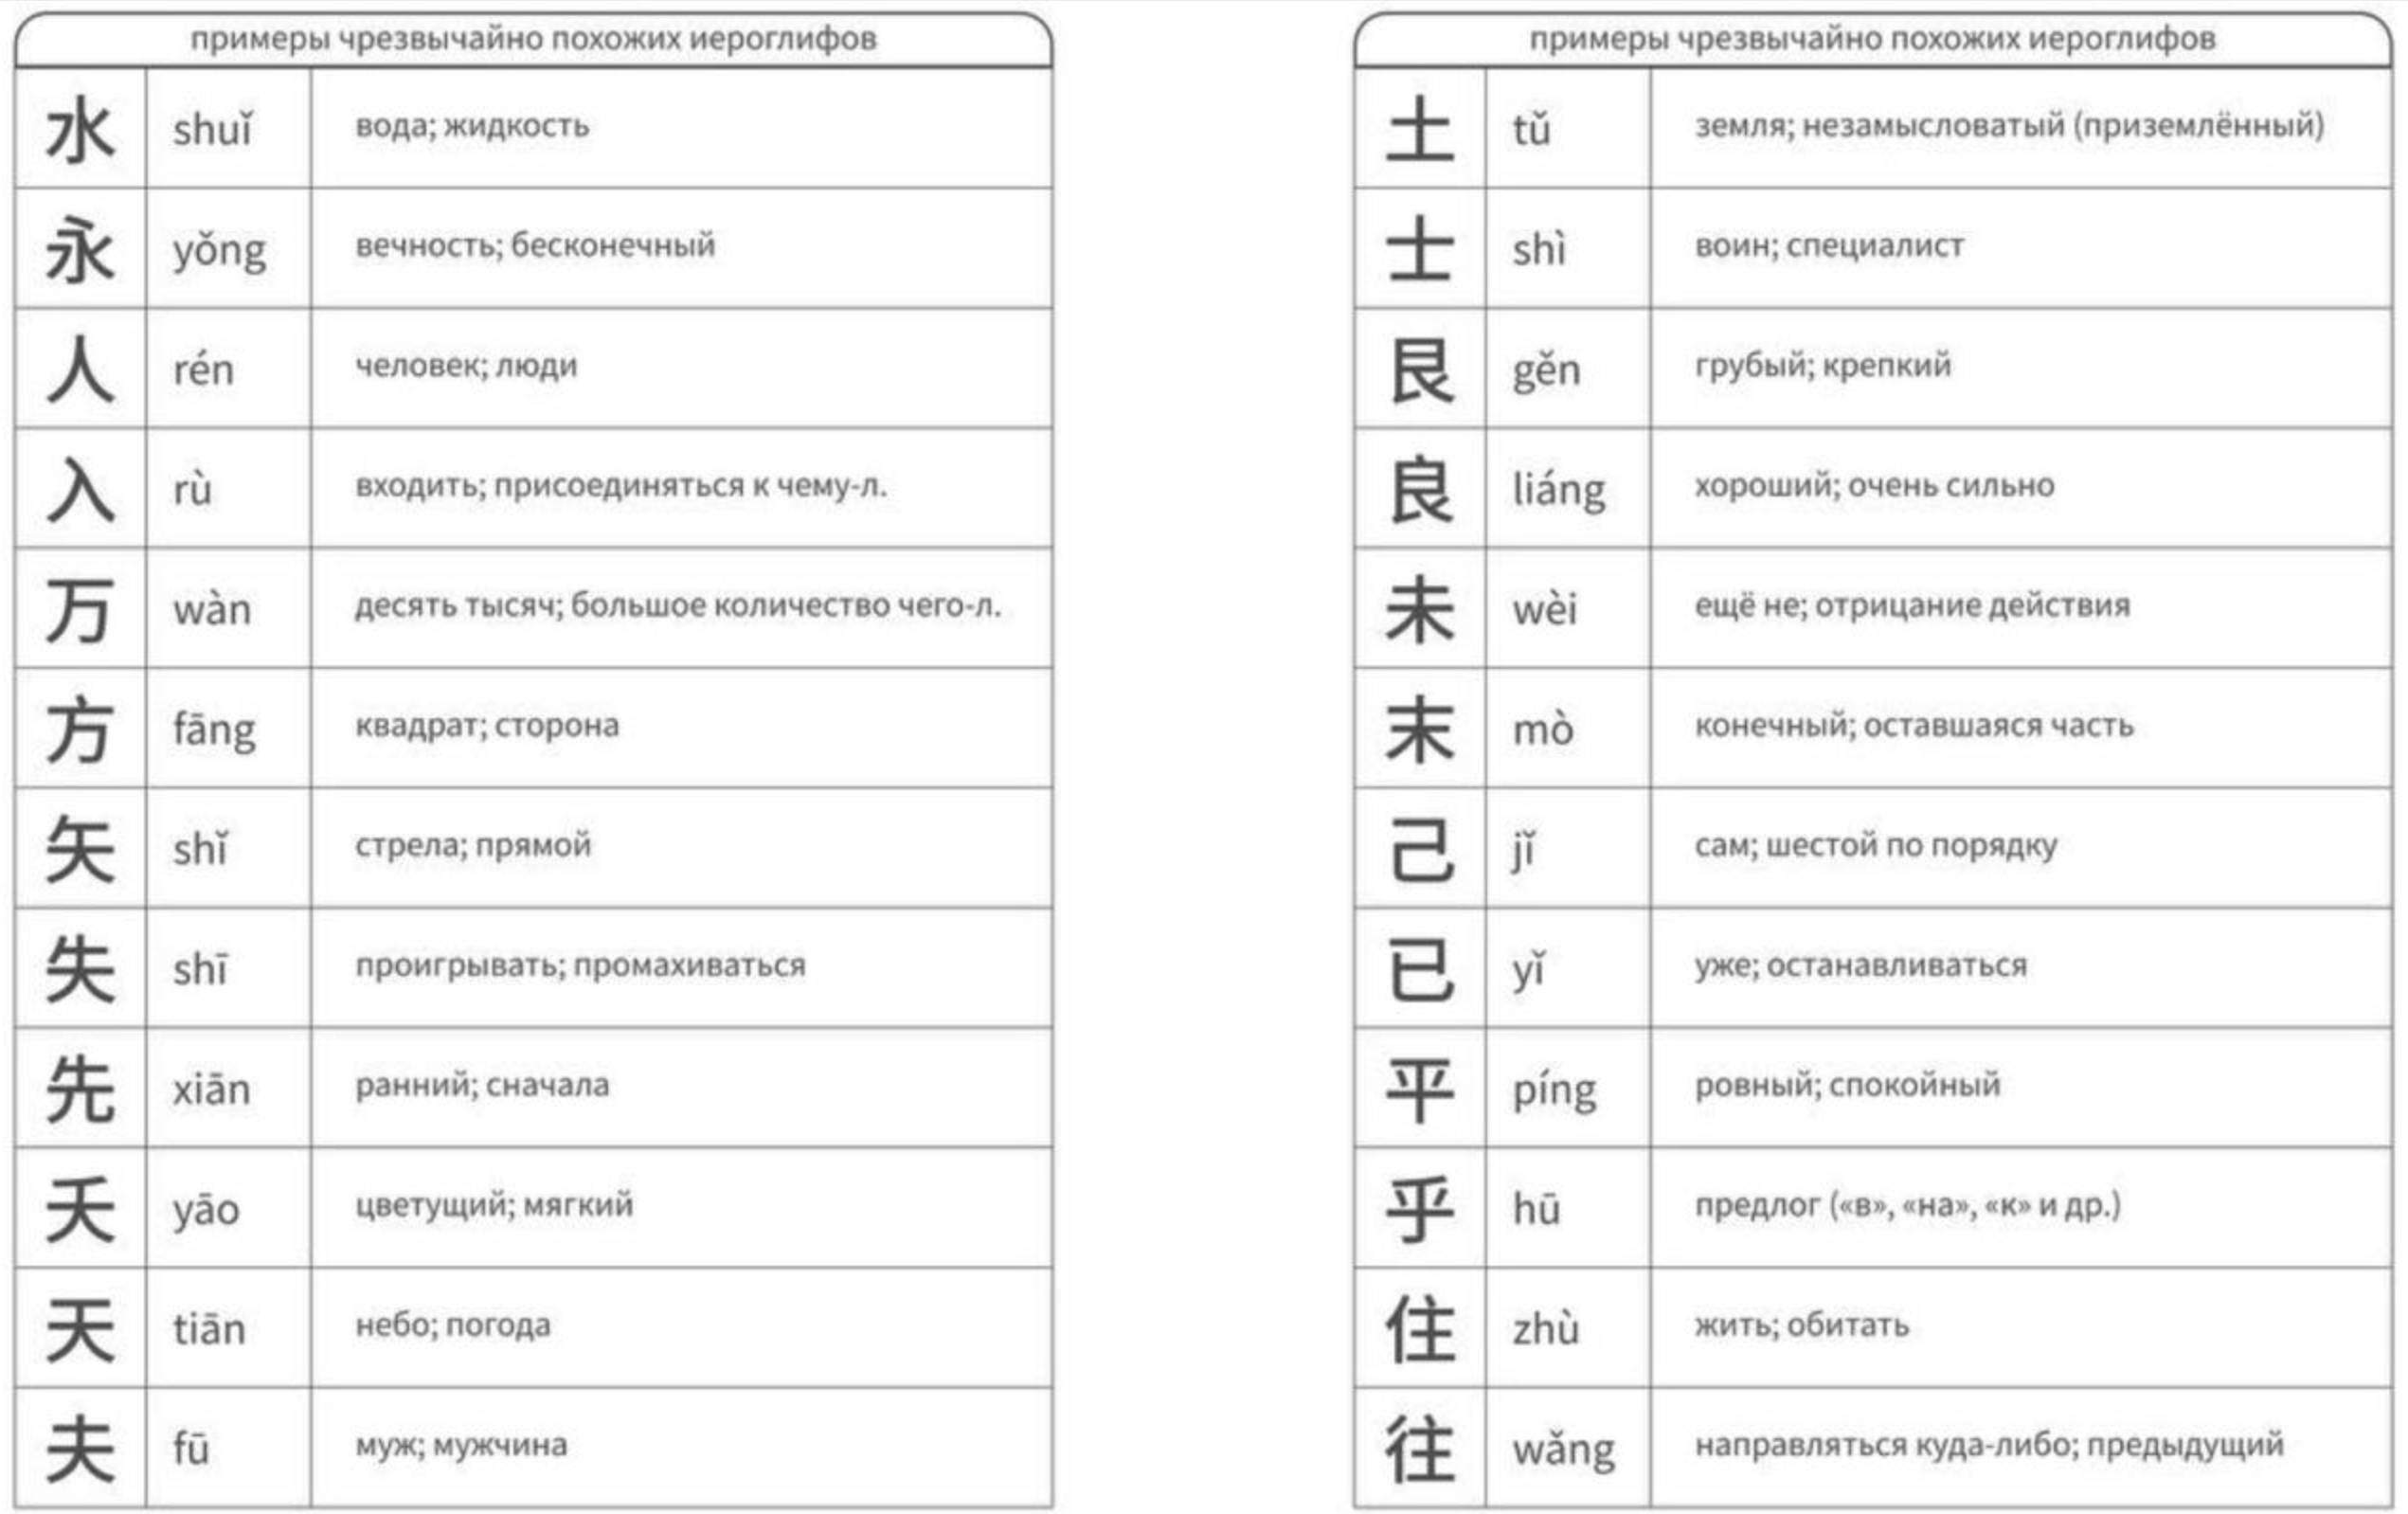 примеры чрезвычайно похожих иероглифов
水 shuǐ вода; жидкость
永 yǒng вечность; бесконечный
人 rén человек; люди
入 rù входить; присоединяться к чему-л.
万 wàn десять тысяч; большое количество чего-л.
方 fāng квадрат; сторона
矢 shǐ стрела; прямой
失 shī проигрывать; промахиваться
先 xiān ранний; сначала
夭 yāo цветущий; мягкий
天 tiān небо; погода
夫 fū муж; мужчина
примеры чрезвычайно похожих иероглифов
土 tǔ земля; незамысловатый (приземлённый)
士 shì воин; специалист
艮 gěn грубый; крепкий
良 liáng хороший; очень сильно
未 wèi ещё не; отрицание действия
末 mò конечный; оставшаяся часть
己 jǐ сам; шестой по порядку
已 yǐ уже; останавливаться
平 píng ровный; спокойный
乎 hū предлог («в», «на», «к» и др.)
住 zhù жить; обитать
往 wǎng направляться куда-либо; предыдущий